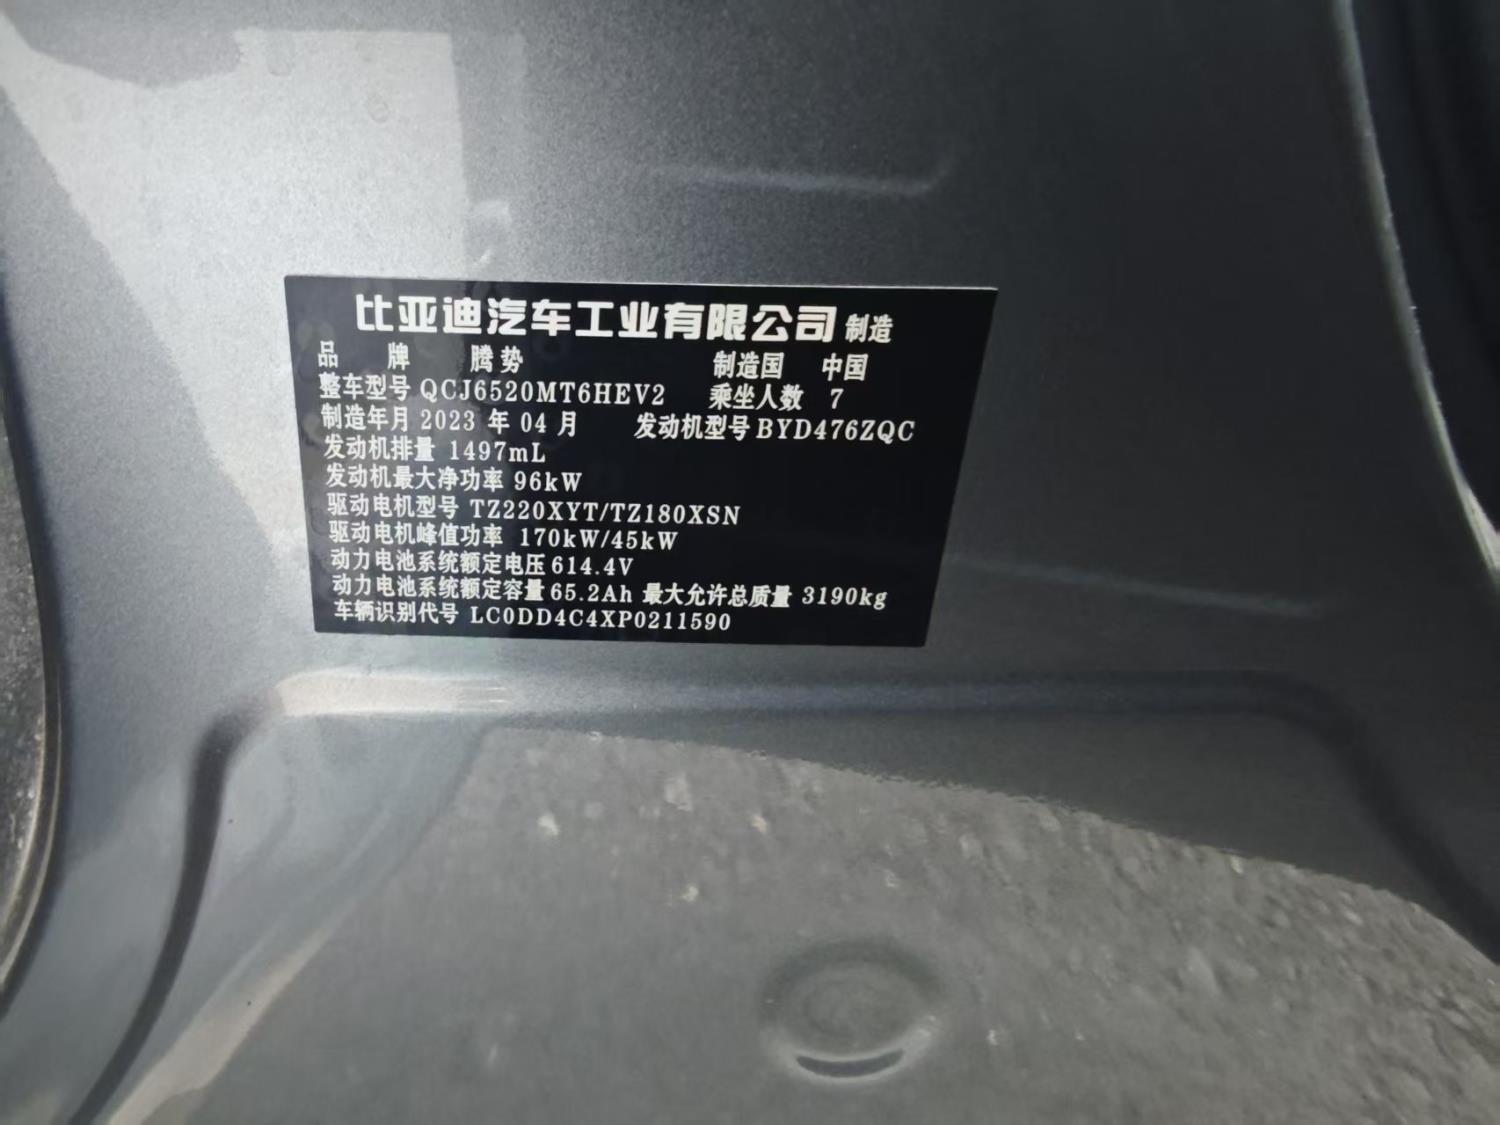 比亚迪汽车工业有限公司 制造
品 牌 腾势 制造国 中国
整车型号 QCJ6520MT6HEV2 乘坐人数 7
制造年月 2023 年 04 月 发动机型号 BYD476ZQC
发动机排量 1497mL
发动机最大净功率 96kW
驱动电机型号 TZ220XYT/TZ180XSN
驱动电机峰值功率 170kW/45kW
动力电池系统额定电压 614.4V
动力电池系统额定容量 65.2Ah 最大允许总质量 3190kg
车辆识别代号 LC0DD4C4XP0211590